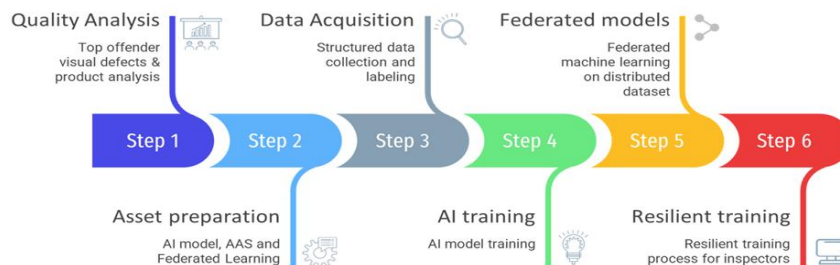 Quality Analysis
Top offender
visual defects &
product analysis
Data Acquisition
Structured data
collection and
labeling
Federated models
Federated
machine learning
on distributed
dataset
Step 1
Step 2
Step 3
Step 4
Step 5
Step 6
Asset preparation
AI model, AAS and
Federated Learning
AI training
AI model training
Resilient training
Resilient training
process for inspectors